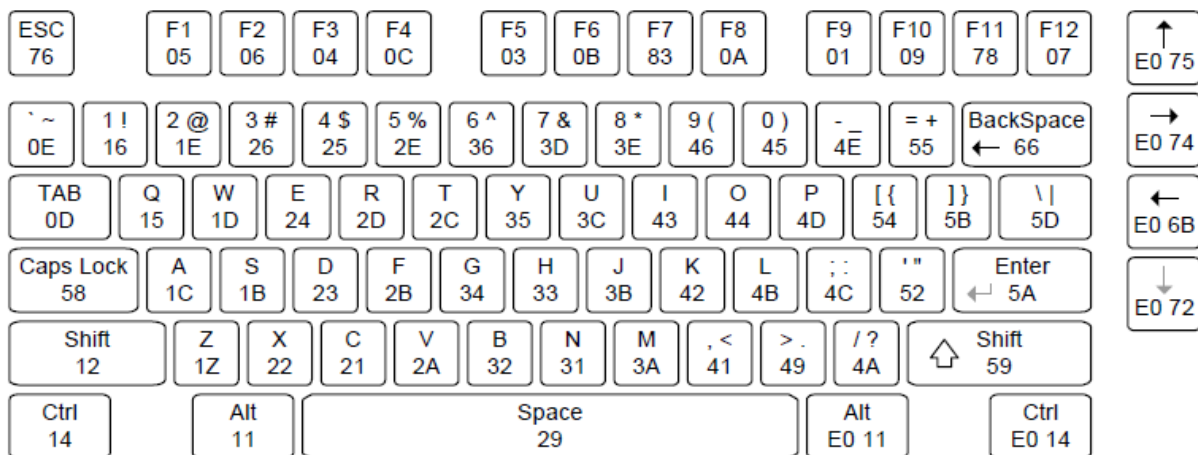 ESC F1 F2 F3 F4 F5 F6 F7 F8 F9 F10 F11 F12 ↑
76 05 06 04 0C 03 0B 83 0A 01 09 78 07 E0 75
` ~ 1 ! 2 @ 3 # 4 $ 5 % 6 ^ 7 & 8 * 9 ( 0 ) - _ = + BackSpace →
0E 16 1E 26 25 2E 36 3D 3E 46 45 4E 55 ← 66 E0 74
TAB Q W E R T Y U I O P [ { ] } \ | ←
0D 15 1D 24 2D 2C 35 3C 43 44 4D 54 5B 5D E0 6B
Caps Lock A S D F G H J K L ; : ' " Enter ↓
58 1C 1B 23 2B 34 33 3B 42 4B 4C 52 ↵ 5A E0 72
Shift Z X C V B N M , < > . / ? ⇧ Shift
12 1Z 22 21 2A 32 31 3A 41 49 4A 59
Ctrl Alt Space Alt Ctrl
14 11 29 E0 11 E0 14